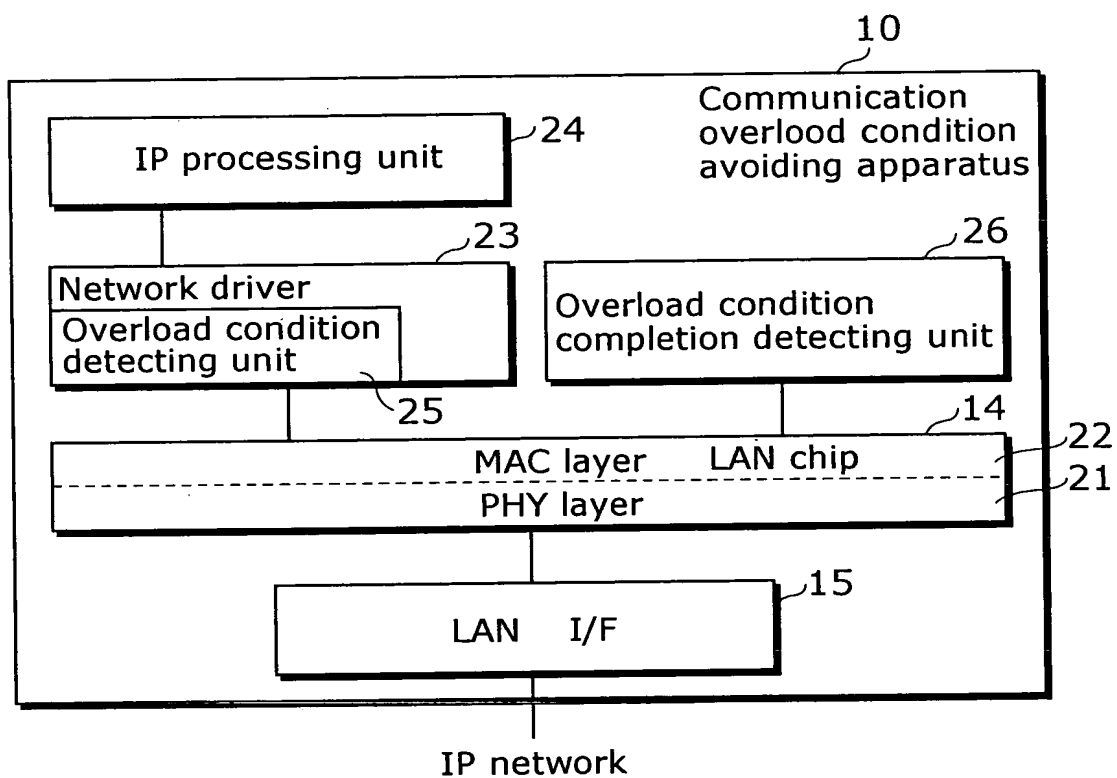 10
Communication
overlood condition
avoiding apparatus
24
IP processing unit
23
26
Network driver
Overload condition
detecting unit
Overload condition
completion detecting unit
25
14
22
MAC layer LAN chip
21
PHY layer
15
LAN I/F
IP network